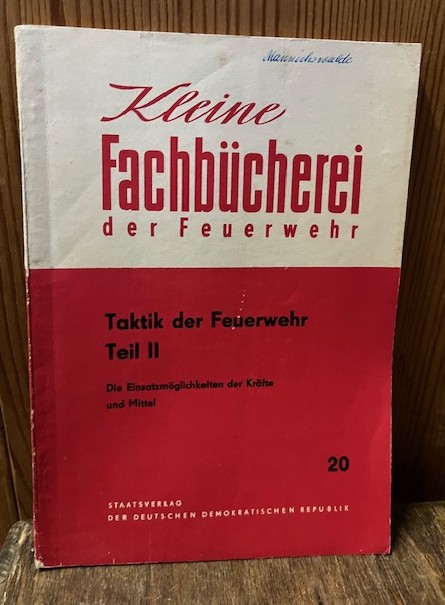 Mannichswalde
Kleine
Fachbücherei
der Feuerwehr
Taktik der Feuerwehr
Teil II
Die Einsatzmöglichkeiten der Kräfte
und Mittel
20
STAATSVERLAG
DER DEUTSCHEN DEMOKRATISCHEN REPUBLIK